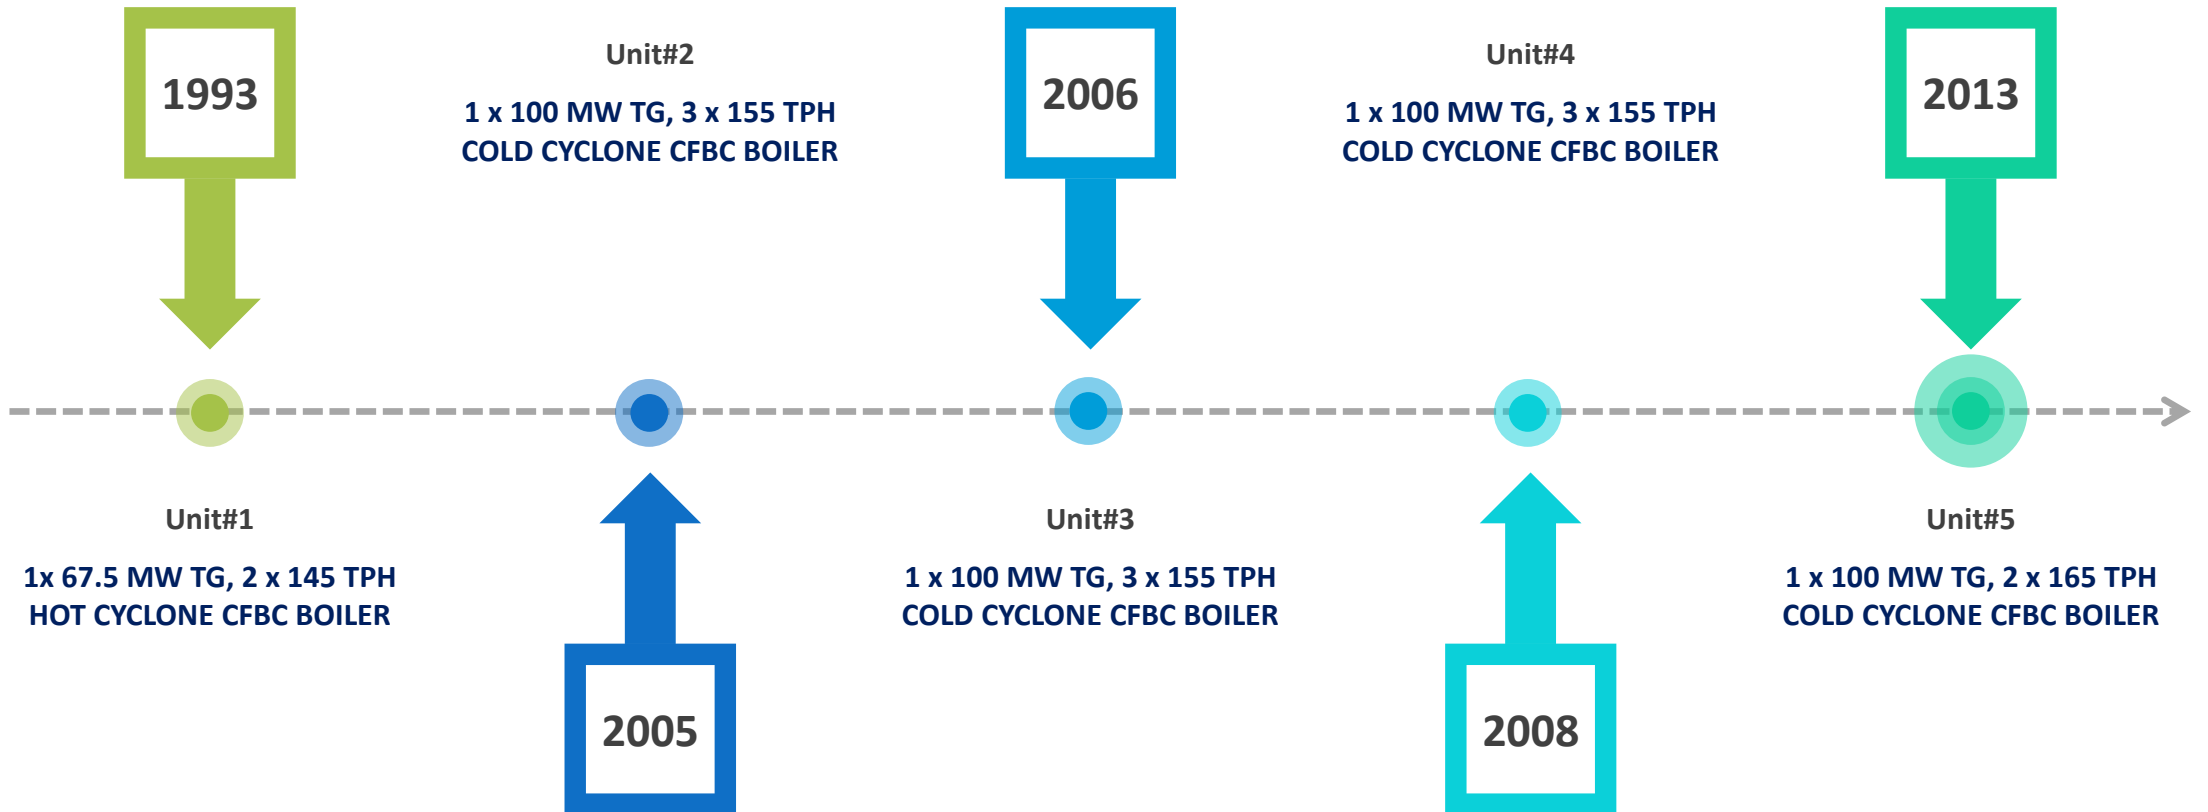 1993
Unit#1
1x 67.5 MW TG, 2 x 145 TPH
HOT CYCLONE CFBC BOILER
Unit#2
1 x 100 MW TG, 3 x 155 TPH
COLD CYCLONE CFBC BOILER
2005
2006
Unit#3
1 x 100 MW TG, 3 x 155 TPH
COLD CYCLONE CFBC BOILER
Unit#4
1 x 100 MW TG, 3 x 155 TPH
COLD CYCLONE CFBC BOILER
2008
2013
Unit#5
1 x 100 MW TG, 2 x 165 TPH
COLD CYCLONE CFBC BOILER